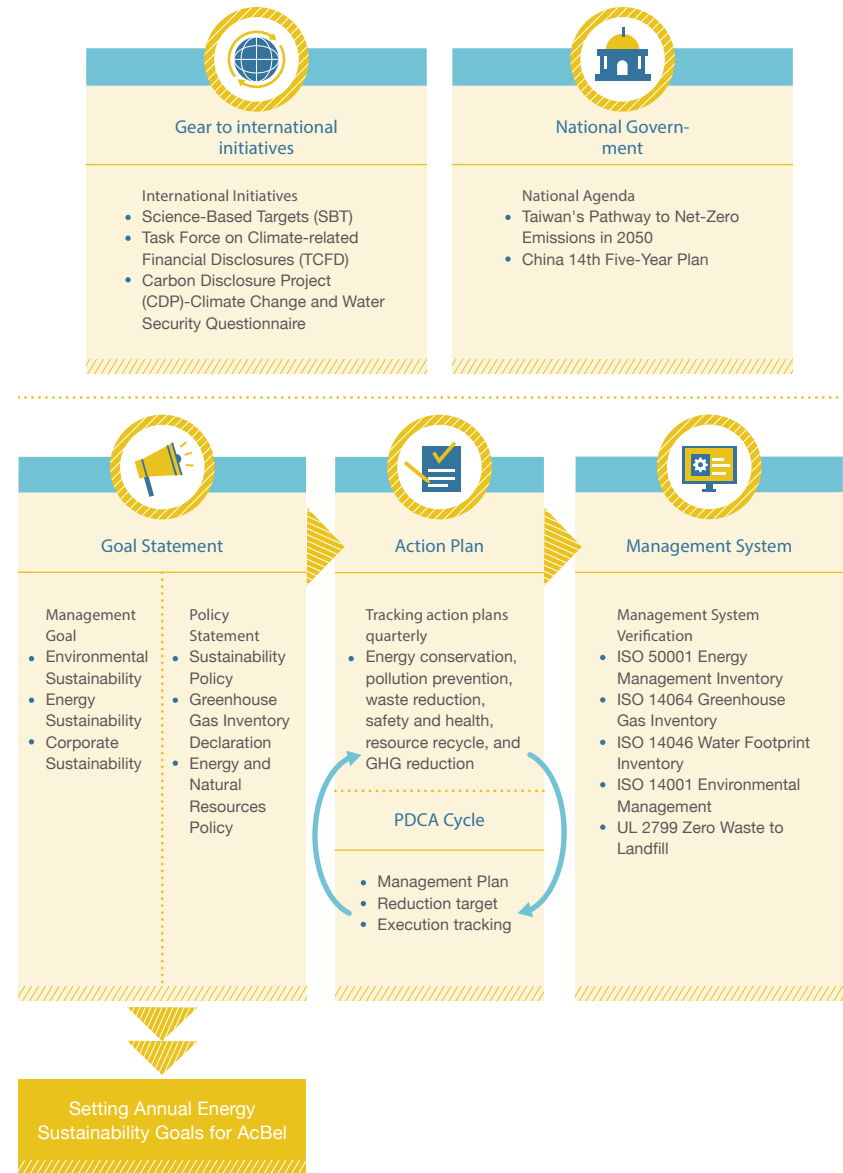 Gear to international
initiatives
International Initiatives
• Science-Based Targets (SBT)
• Task Force on Climate-related
Financial Disclosures (TCFD)
• Carbon Disclosure Project
(CDP)-Climate Change and Water
Security Questionnaire
National Govern-
ment
National Agenda
• Taiwan's Pathway to Net-Zero
Emissions in 2050
• China 14th Five-Year Plan
Goal Statement
Management
Goal
• Environmental
Sustainability
• Energy
Sustainability
• Corporate
Sustainability
Policy
Statement
• Sustainability
Policy
• Greenhouse
Gas Inventory
Declaration
• Energy and
Natural
Resources
Policy
Action Plan
Tracking action plans
quarterly
• Energy conservation,
pollution prevention,
waste reduction,
safety and health,
resource recycle, and
GHG reduction
PDCA Cycle
• Management Plan
• Reduction target
• Execution tracking
Management System
Management System
Verification
• ISO 50001 Energy
Management Inventory
• ISO 14064 Greenhouse
Gas Inventory
• ISO 14046 Water Footprint
Inventory
• ISO 14001 Environmental
Management
• UL 2799 Zero Waste to
Landfill
Setting Annual Energy
Sustainability Goals for AcBel